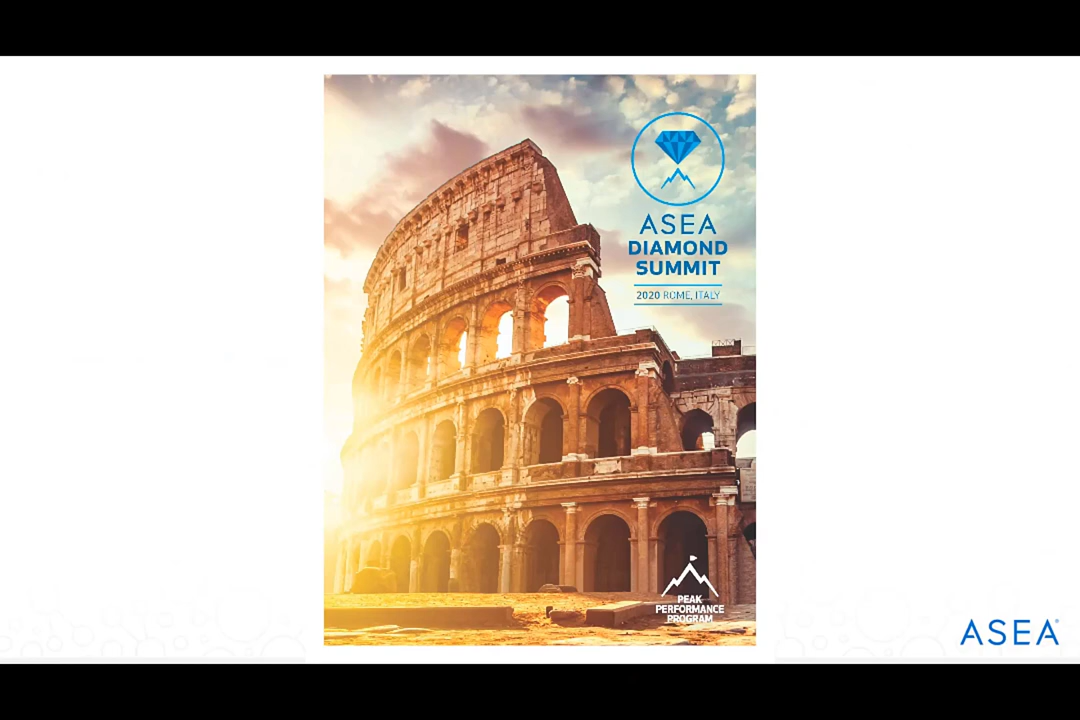 ASEA
DIAMOND
SUMMIT
2020 ROME, ITALY
PEAK
PERFORMANCE
PROGRAM
ASEA®